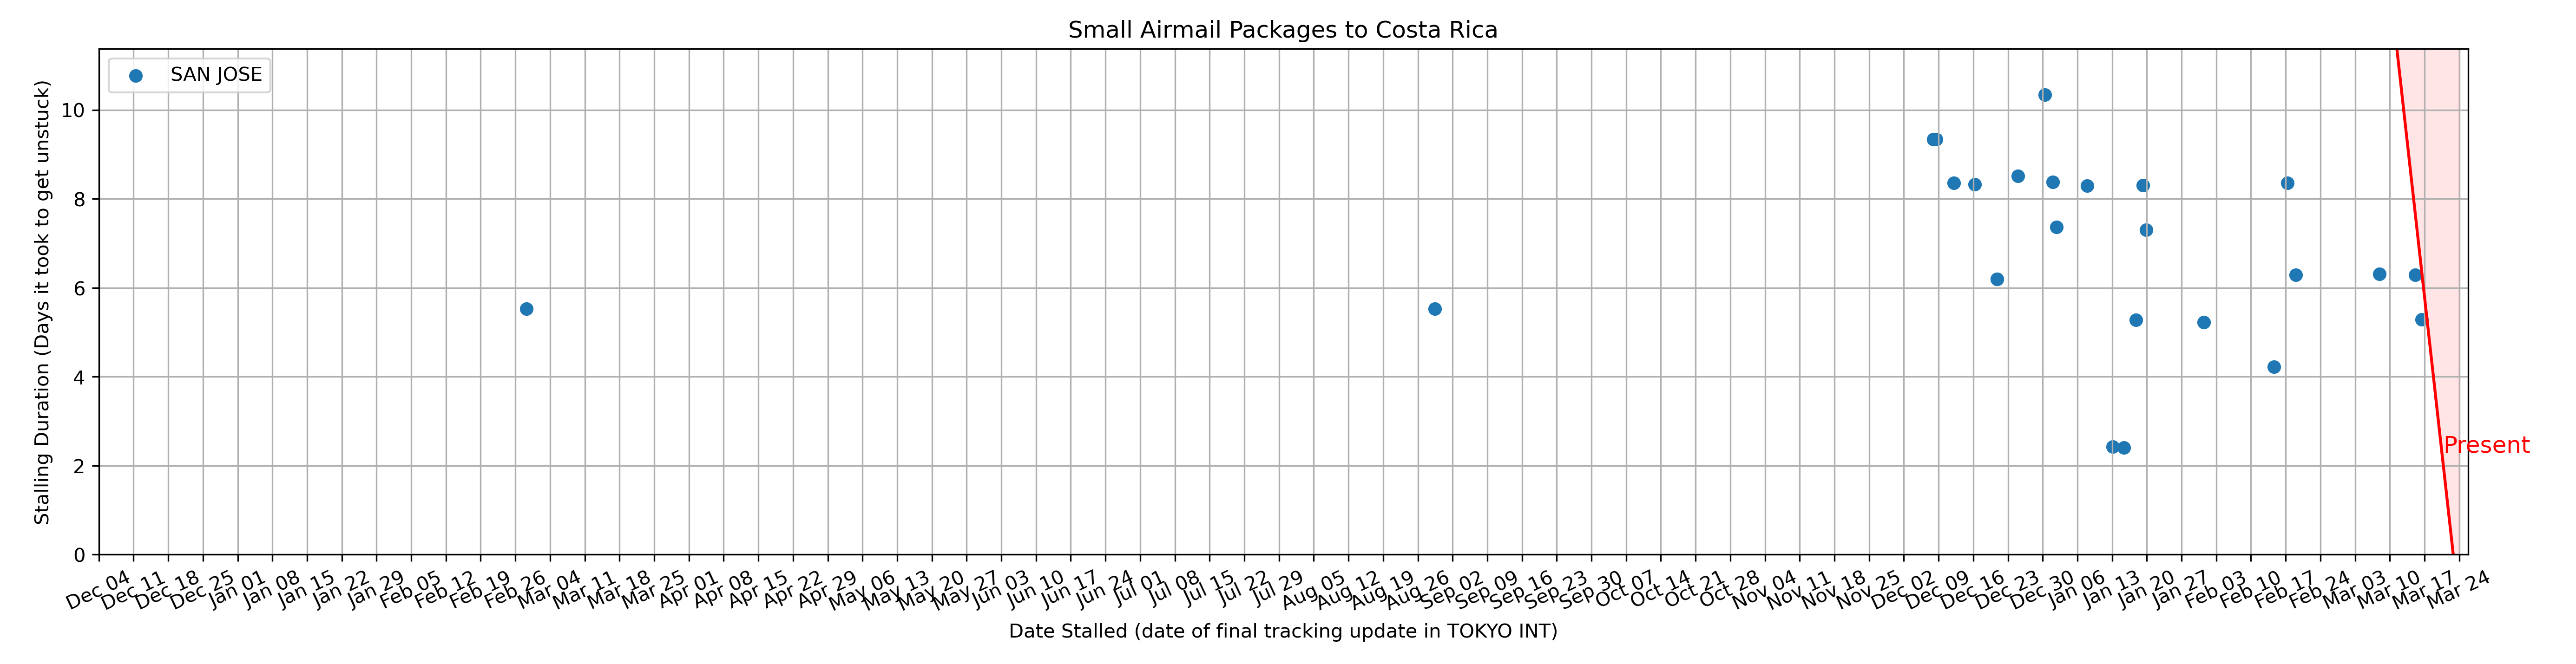 Small Airmail Packages to Costa Rica
SAN JOSE
Stalling Duration (Days it took to get unstuck)
10
8
6
4
2
0
Present
Dec 04
Dec 11
Dec 18
Dec 25
Jan 01
Jan 08
Jan 15
Jan 22
Jan 29
Feb 05
Feb 12
Feb 19
Feb 26
Mar 04
Mar 11
Mar 18
Mar 25
Apr 01
Apr 08
Apr 15
Apr 22
Apr 29
May 06
May 13
May 20
May 27
Jun 03
Jun 10
Jun 17
Jun 24
Jul 01
Jul 08
Jul 15
Jul 22
Jul 29
Aug 05
Aug 12
Aug 19
Aug 26
Sep 02
Sep 09
Sep 16
Sep 23
Sep 30
Oct 07
Oct 14
Oct 21
Oct 28
Nov 04
Nov 11
Nov 18
Nov 25
Dec 02
Dec 09
Dec 16
Dec 23
Dec 30
Jan 06
Jan 13
Jan 20
Jan 27
Feb 03
Feb 10
Feb 17
Feb 24
Mar 03
Mar 10
Mar 17
Mar 24
Date Stalled (date of final tracking update in TOKYO INT)